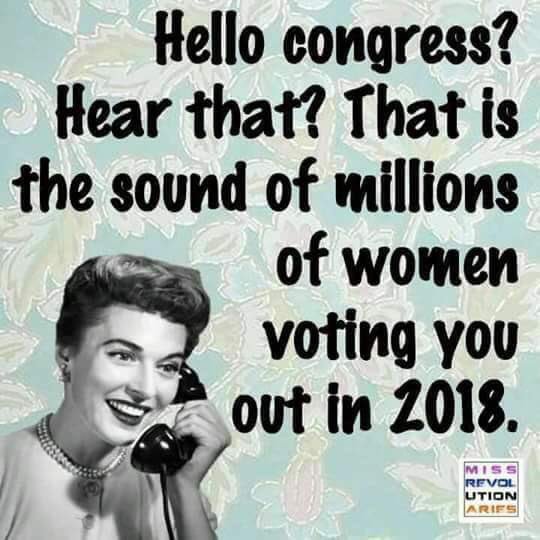 Hello congress?
Hear that? That is
the sound of millions
of women
voting you
out in 2018.
MISS
REVOL
UTION
ARIES